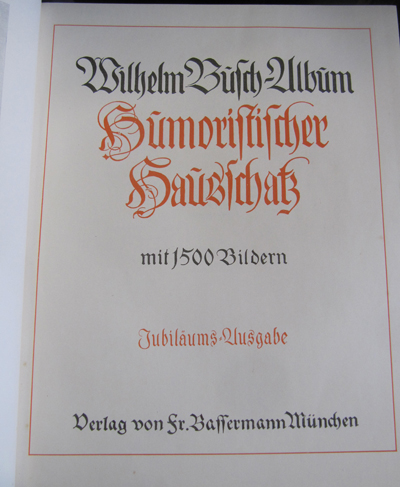 Wilhelm Busch-Album
Humoristischer
Hausschatz
mit 1500 Bildern
Jubiläums-Ausgabe
Verlag von Fr. Bassermann München